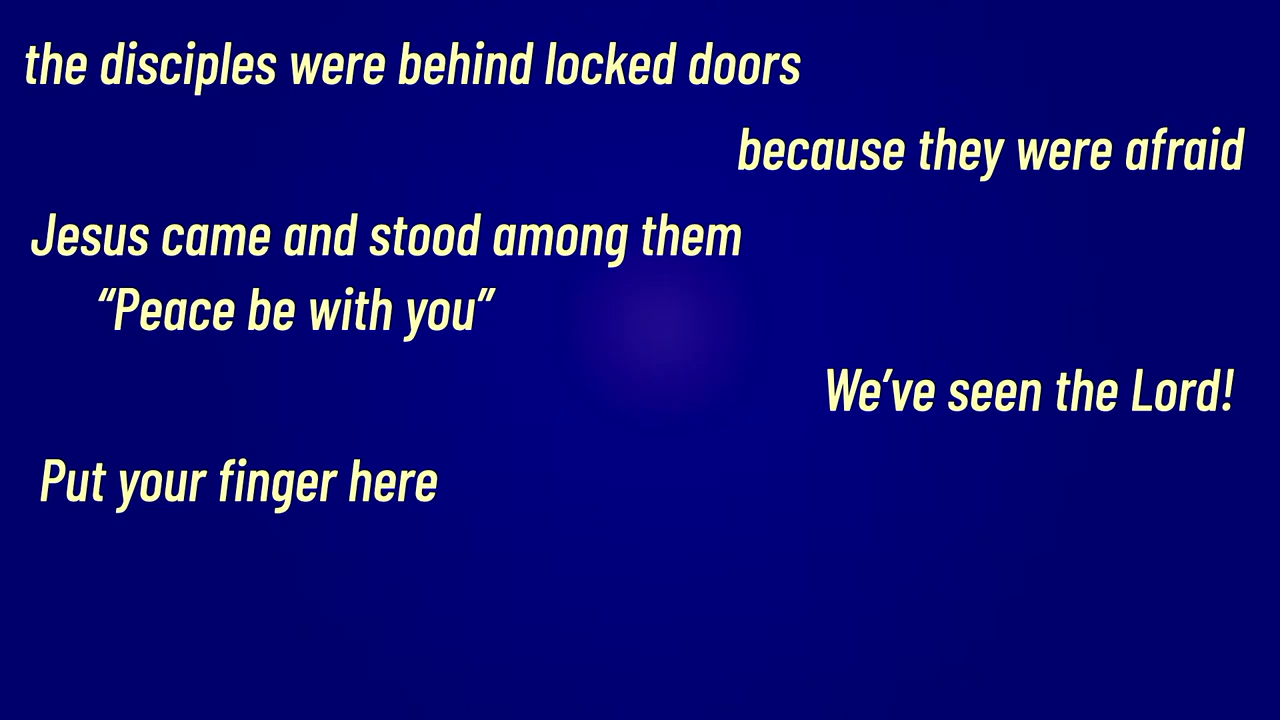 the disciples were behind locked doors
because they were afraid
Jesus came and stood among them
“Peace be with you”
We’ve seen the Lord!
Put your finger here